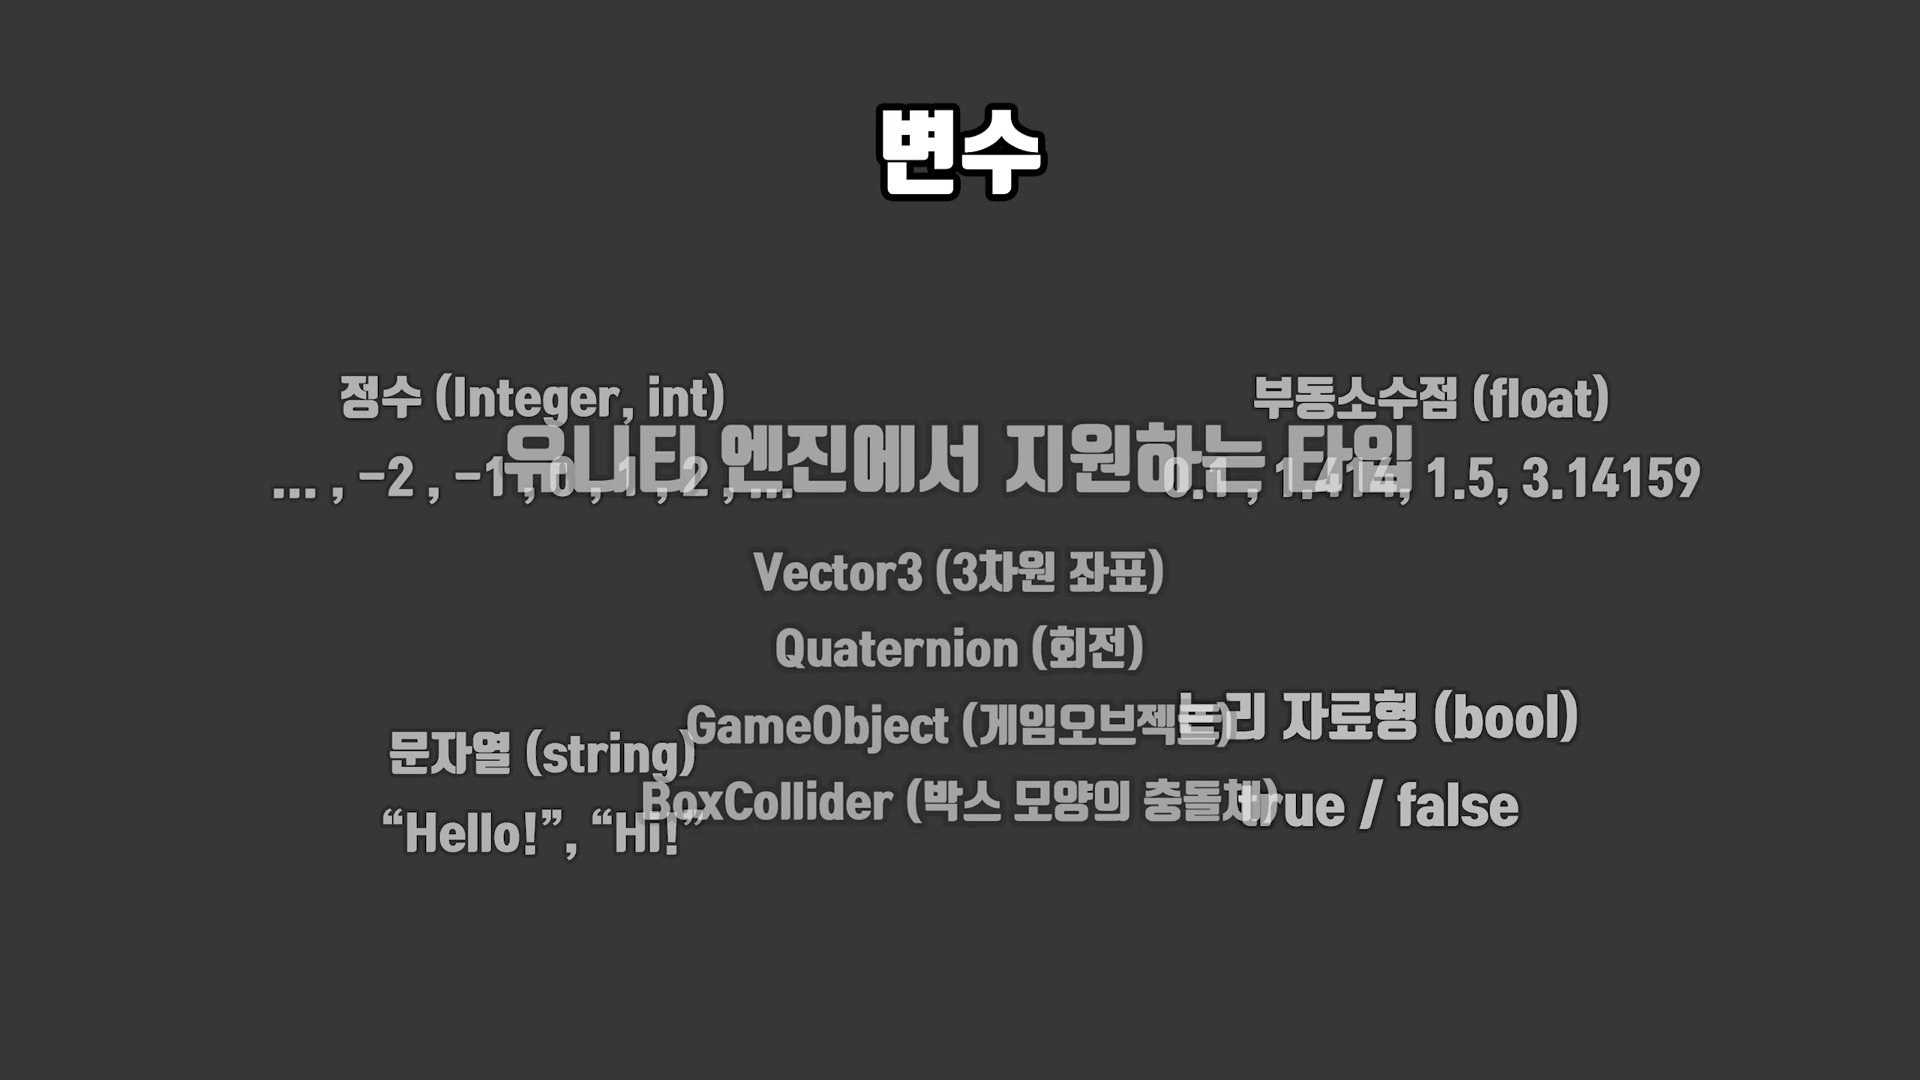 변수
정수 (Integer, int)
... , -2 , -1 , 0 , 1 , 2 , ...
부동소수점 (float)
0.1 , 1.414, 1.5, 3.14159
유니티 엔진에서 지원하는 타입
Vector3 (3차원 좌표)
Quaternion (회전)
GameObject (게임오브젝트)
BoxCollider (박스 모양의 충돌체)
문자열 (string)
“Hello!”, “Hi!”
논리 자료형 (bool)
true / false